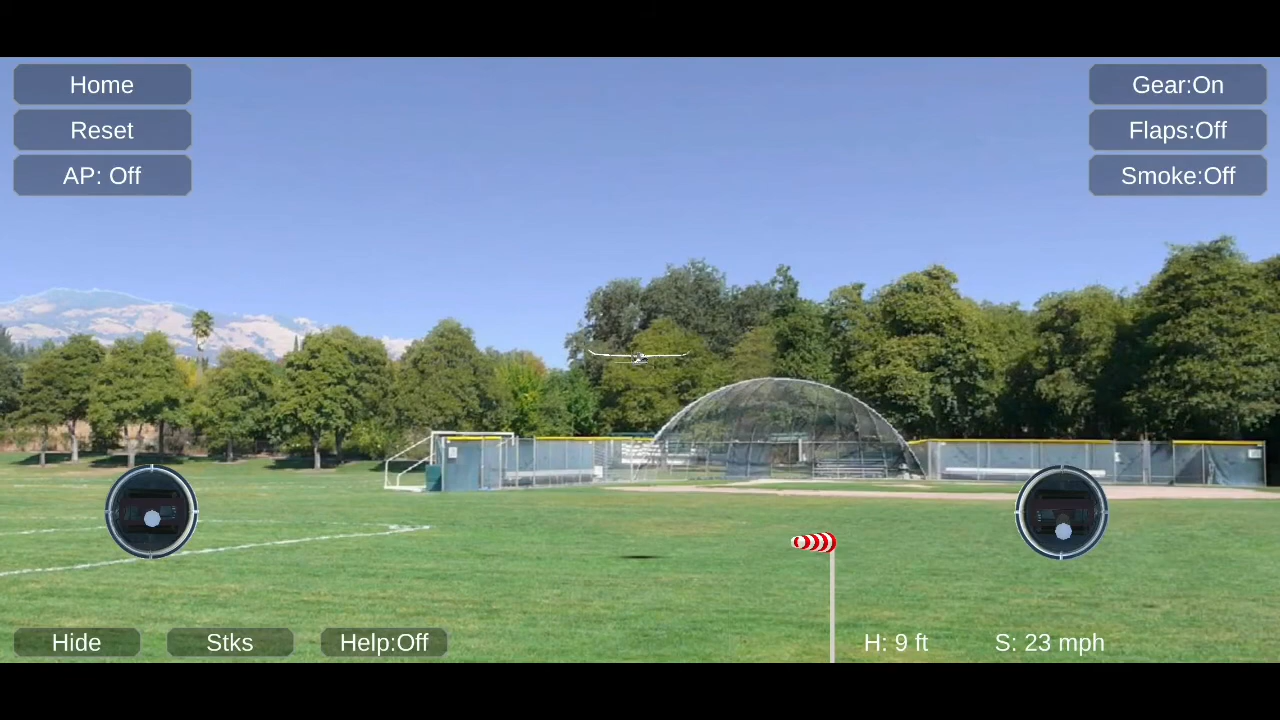 Home
Reset
AP: Off
Gear:On
Flaps:Off
Smoke:Off
Hide
Stks
Help:Off
H: 9 ft
S: 23 mph